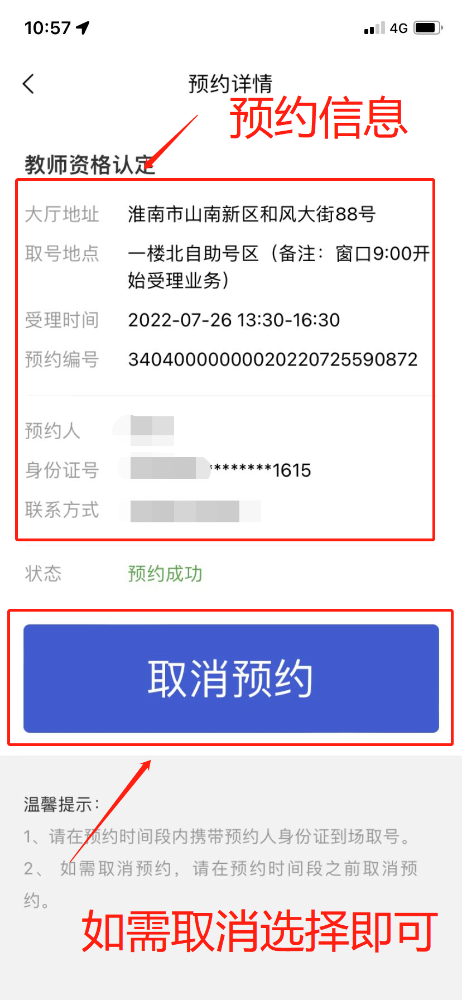 10:57
4G
预约详情
预约信息
教师资格认定
大厅地址 淮南市山南新区和风大街88号
取号地点 一楼北自助号区（备注：窗口9:00开
始受理业务）
受理时间 2022-07-26 13:30-16:30
预约编号 34040000000020220725590872
预约人
身份证号 ********1615
联系方式
状态 预约成功
取消预约
温馨提示：
1、请在预约时间段内携带预约人身份证到场取号。
2、 如需取消预约，请在预约时间段之前取消预
约。
如需取消选择即可